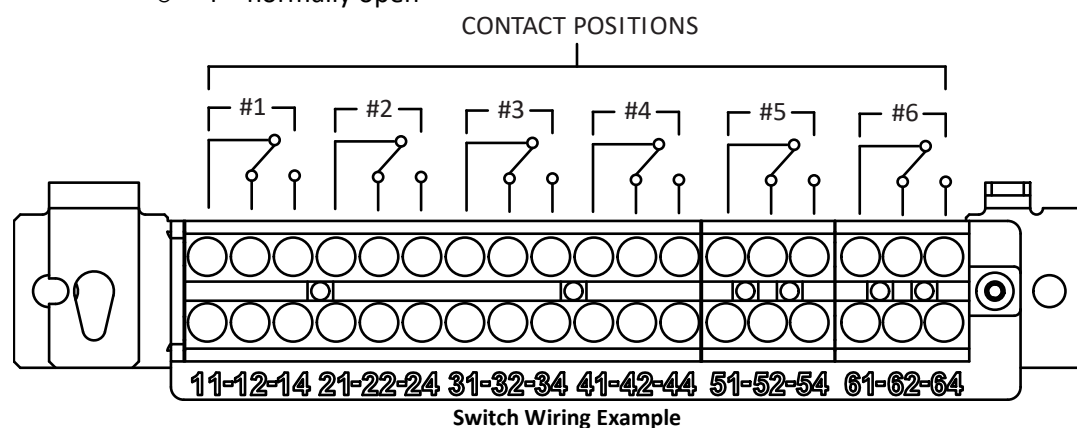 CONTACT POSITIONS
#1 #2 #3 #4 #5 #6
11-12-14 21-22-24 31-32-34 41-42-44 51-52-54 61-62-64
Switch Wiring Example